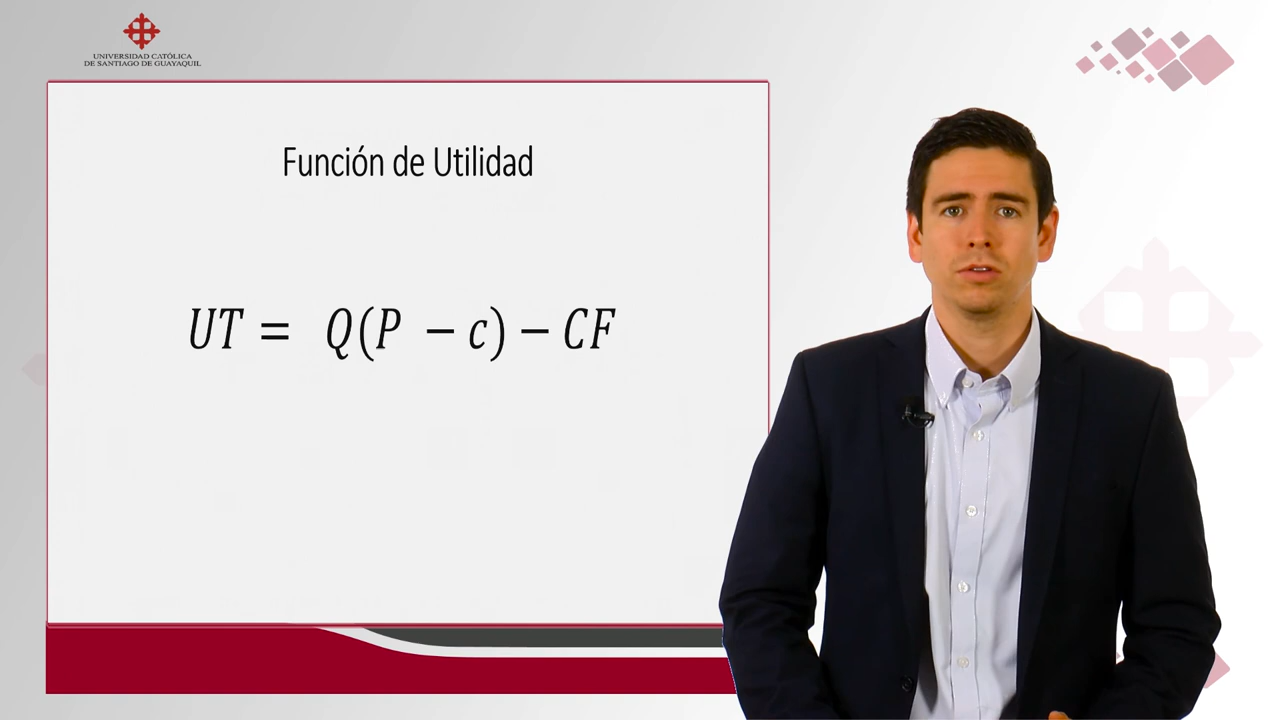 UNIVERSIDAD CATÓLICA
DE SANTIAGO DE GUAYAQUIL
Función de Utilidad
UT = Q(P − c) − CF